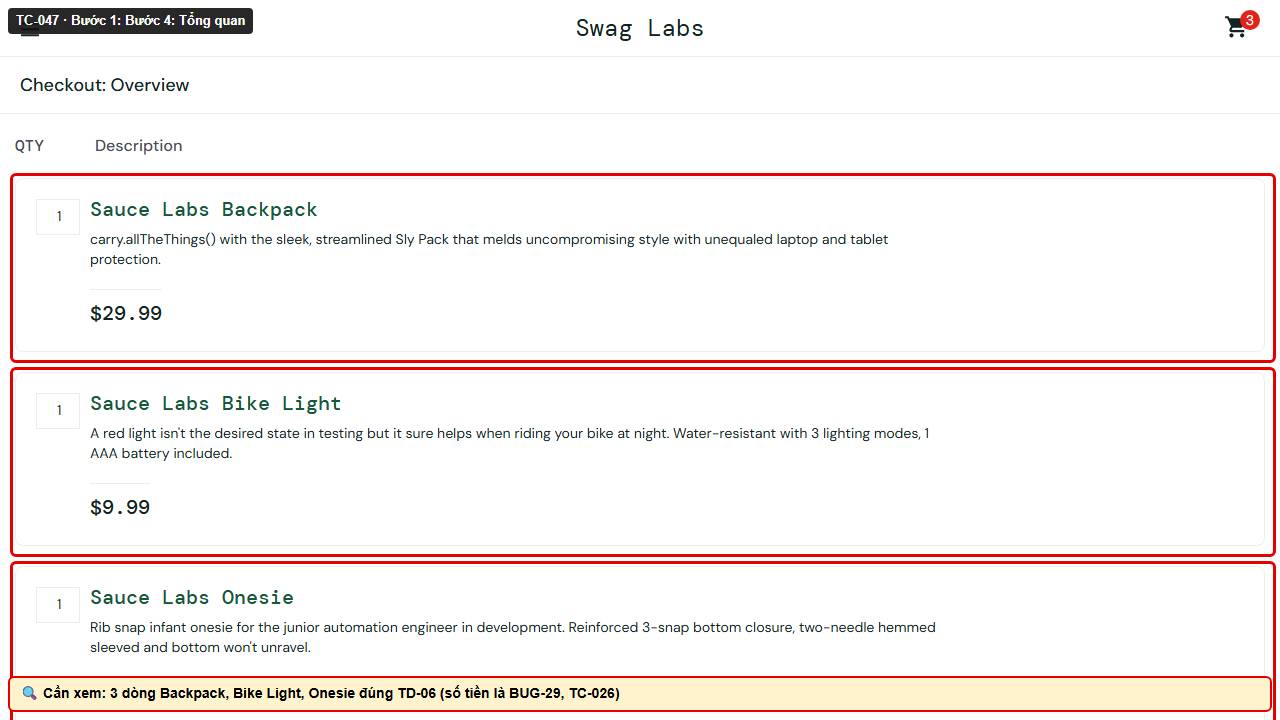 TC-047 · Bước 1: Bước 4: Tổng quan
Swag Labs
3
Checkout: Overview
QTY Description
1
Sauce Labs Backpack
carry.allTheThings() with the sleek, streamlined Sly Pack that melds uncompromising style with unequaled laptop and tablet
protection.
$29.99
1
Sauce Labs Bike Light
A red light isn't the desired state in testing but it sure helps when riding your bike at night. Water-resistant with 3 lighting modes, 1
AAA battery included.
$9.99
1
Sauce Labs Onesie
Rib snap infant onesie for the junior automation engineer in development. Reinforced 3-snap bottom closure, two-needle hemmed
sleeved and bottom won't unravel.
Cần xem: 3 dòng Backpack, Bike Light, Onesie đúng TD-06 (số tiền là BUG-29, TC-026)